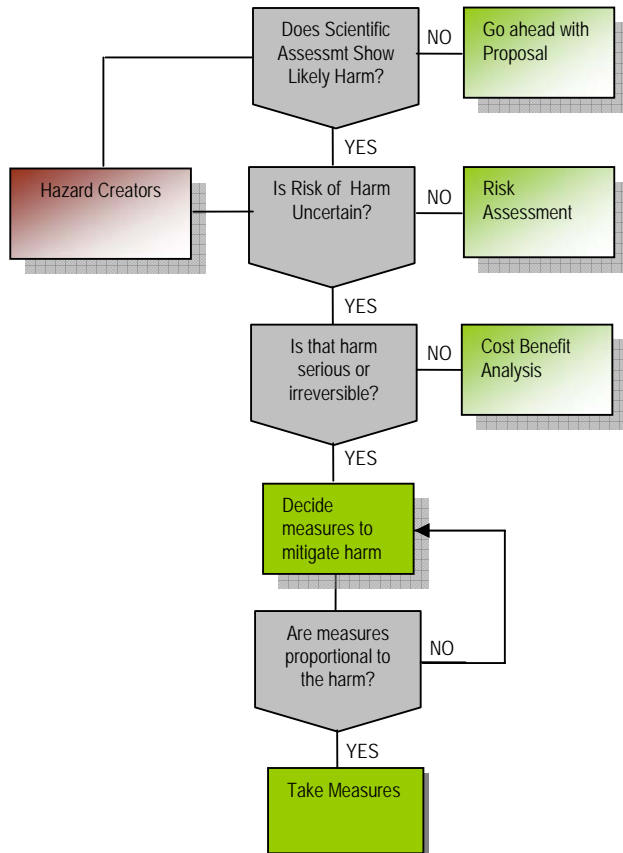 Does Scientific
Assessmt Show
Likely Harm?
NO
Go ahead with
Proposal
YES
Hazard Creators
Is Risk of Harm
Uncertain?
NO
Risk
Assessment
YES
Is that harm
serious or
irreversible?
NO
Cost Benefit
Analysis
YES
Decide
measures to
mitigate harm
Are measures
proportional to
the harm?
NO
YES
Take Measures